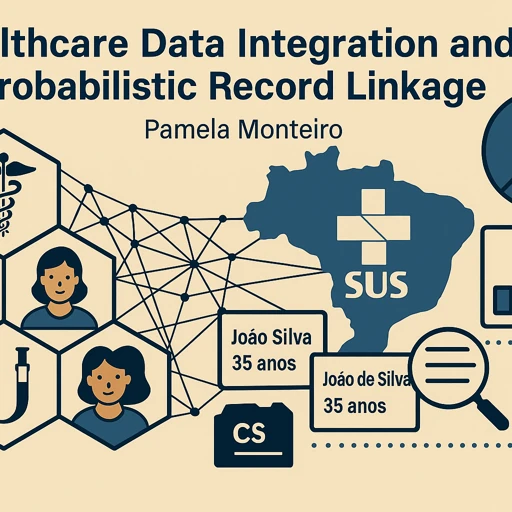 lthcare Data Integration and
robabilistic Record Linkage
Pamela Monteiro
SUS
João Silva
35 anos
João de Silva
35 anos
CS